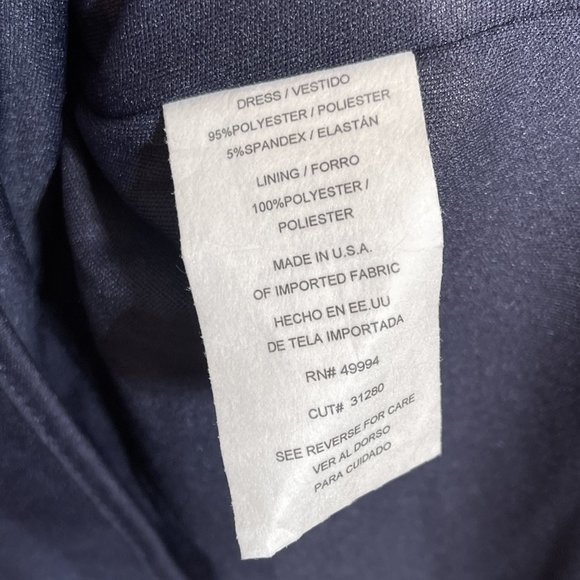 DRESS / VESTIDO
95%POLYESTER / POLIESTER
5%SPANDEX / ELASTÁN
LINING / FORRO
100%POLYESTER /
POLIESTER
MADE IN U.S.A.
OF IMPORTED FABRIC
HECHO EN EE.UU
DE TELA IMPORTADA
RN# 49994
CUT# 31280
SEE REVERSE FOR CARE
VER AL DORSO
PARA CUIDADO